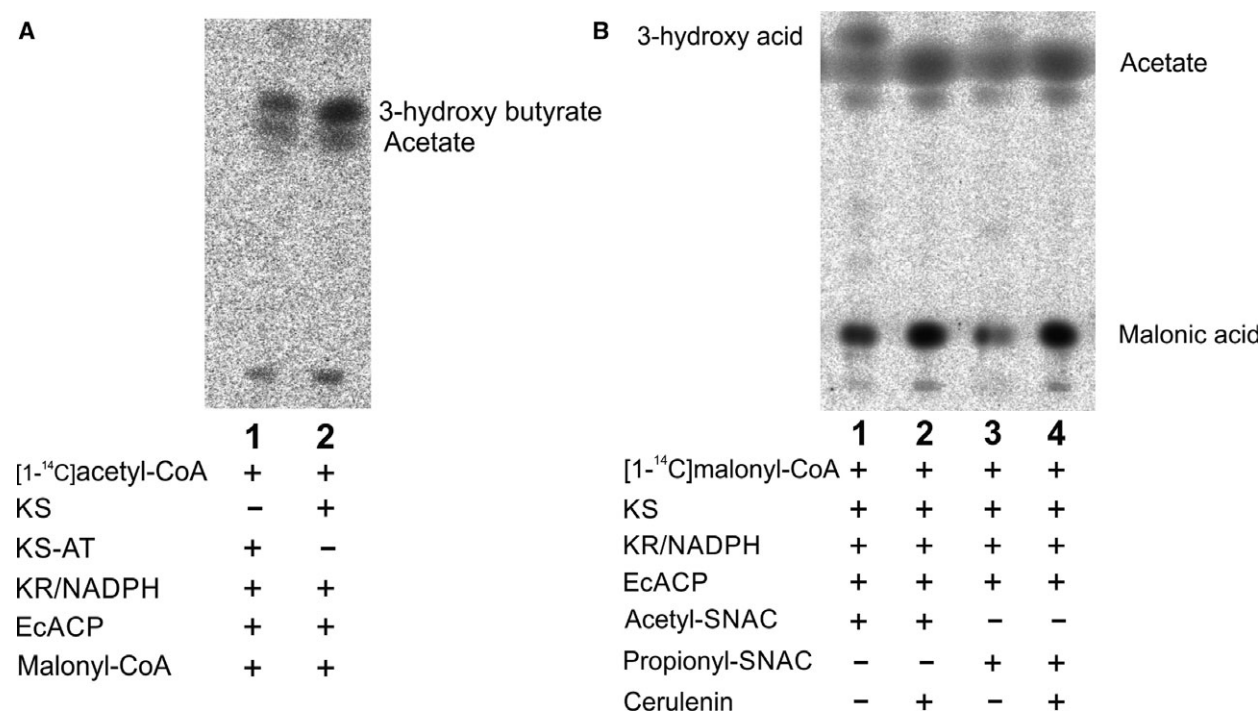 A
3-hydroxy butyrate
Acetate
1 2
[1-¹⁴C]acetyl-CoA + +
KS − +
KS-AT + −
KR/NADPH + +
EcACP + +
Malonyl-CoA + +
B
3-hydroxy acid
Acetate
Malonic acid
1 2 3 4
[1-¹⁴C]malonyl-CoA + + + +
KS + + + +
KR/NADPH + + + +
EcACP + + + +
Acetyl-SNAC + + − −
Propionyl-SNAC − − + +
Cerulenin − + − +